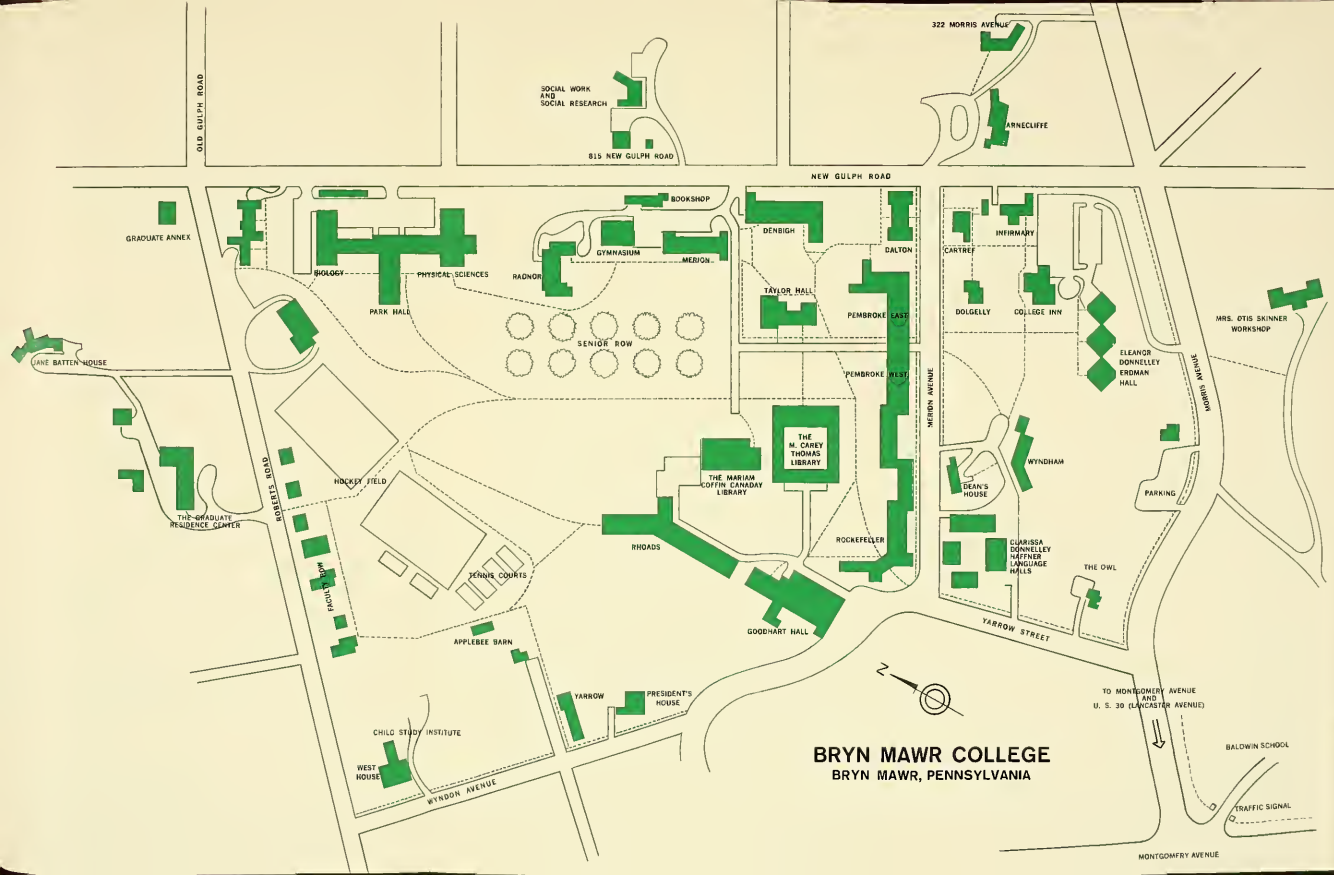 322 MORRIS AVENUE
OLD GULPH ROAD
SOCIAL WORK
AND
SOCIAL RESEARCH
ARNECLIFFE
815 NEW GULPH ROAD
NEW GULPH ROAD
GRADUATE ANNEX
BOOKSHOP
DENBIGH
INFIRMARY
GYMNASIUM
MERION
DALTON
CARTREF
BIOLOGY
PHYSICAL SCIENCES
RADNOR
PARK HALL
TAYLOR HALL
PEMBROKE EAST
DOLGELLY
COLLEGE INN
MRS. OTIS SKINNER
WORKSHOP
SENIOR ROW
JANE BATTEN HOUSE
ELEANOR
DONNELLEY
ERDMAN
HALL
PEMBROKE WEST
MERION AVENUE
MORRIS AVENUE
THE
M. CAREY
THOMAS
LIBRARY
WYNDHAM
HOCKEY FIELD
ROBERTS ROAD
THE MARIAM
COFFIN CANADAY
LIBRARY
DEAN'S
HOUSE
PARKING
THE GRADUATE
RESIDENCE CENTER
RHOADS
ROCKEFELLER
CLARISSA
DONNELLEY
HAFFNER
LANGUAGE
HALLS
THE OWL
TENNIS COURTS
FACULTY ROW
APPLEBEE BARN
GOODHART HALL
YARROW STREET
N
YARROW
PRESIDENT'S
HOUSE
TO MONTGOMERY AVENUE
AND
U. S. 30 (LANCASTER AVENUE)
CHILD STUDY INSTITUTE
WEST
HOUSE
WYNDON AVENUE
BRYN MAWR COLLEGE
BRYN MAWR, PENNSYLVANIA
BALDWIN SCHOOL
TRAFFIC SIGNAL
MONTGOMERY AVENUE